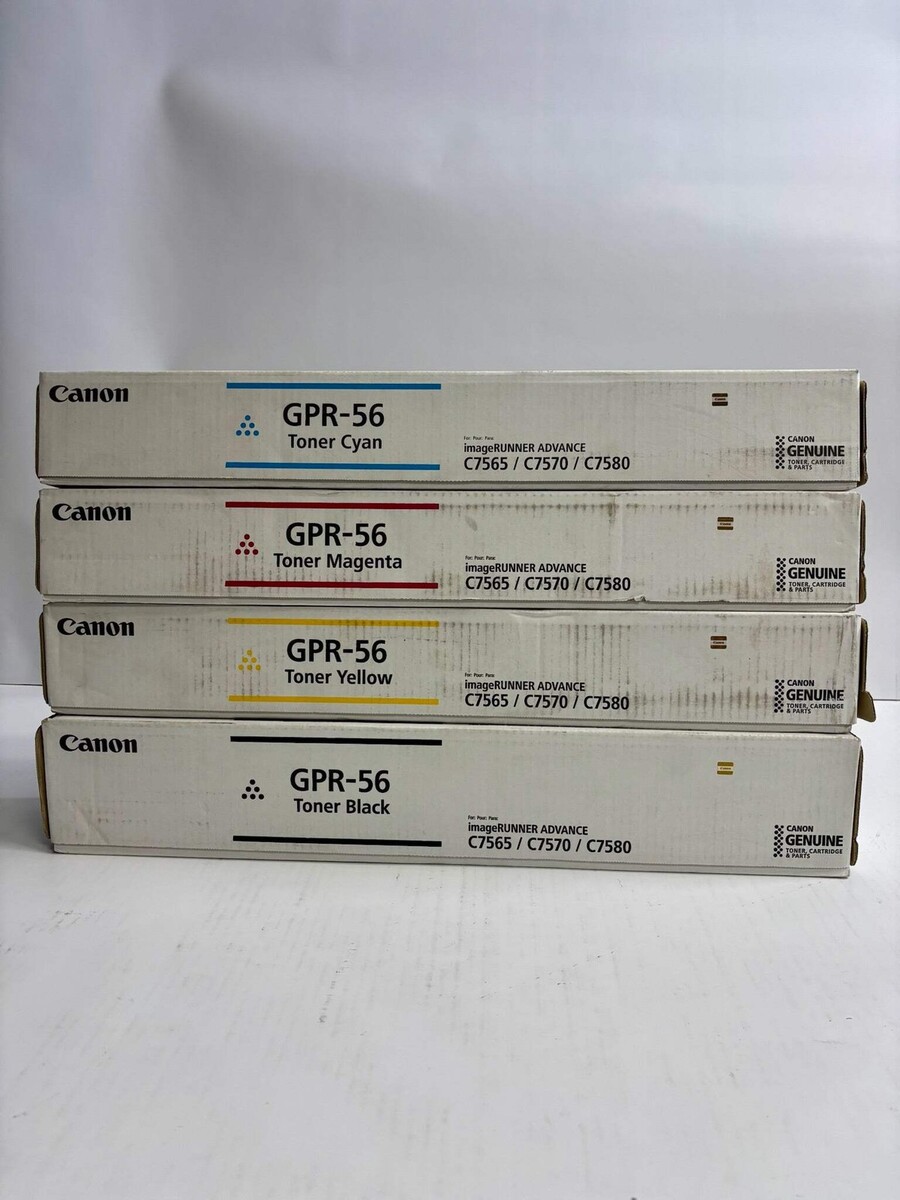 Canon
GPR-56
Toner Cyan
For: Pour: Para:
imageRUNNER ADVANCE
C7565 / C7570 / C7580
CANON
GENUINE
TONER, CARTRIDGE
& PARTS
Canon
GPR-56
Toner Magenta
For: Pour: Para:
imageRUNNER ADVANCE
C7565 / C7570 / C7580
CANON
GENUINE
TONER, CARTRIDGE
& PARTS
Canon
GPR-56
Toner Yellow
For: Pour: Para:
imageRUNNER ADVANCE
C7565 / C7570 / C7580
CANON
GENUINE
TONER, CARTRIDGE
& PARTS
Canon
GPR-56
Toner Black
For: Pour: Para:
imageRUNNER ADVANCE
C7565 / C7570 / C7580
CANON
GENUINE
TONER, CARTRIDGE
& PARTS